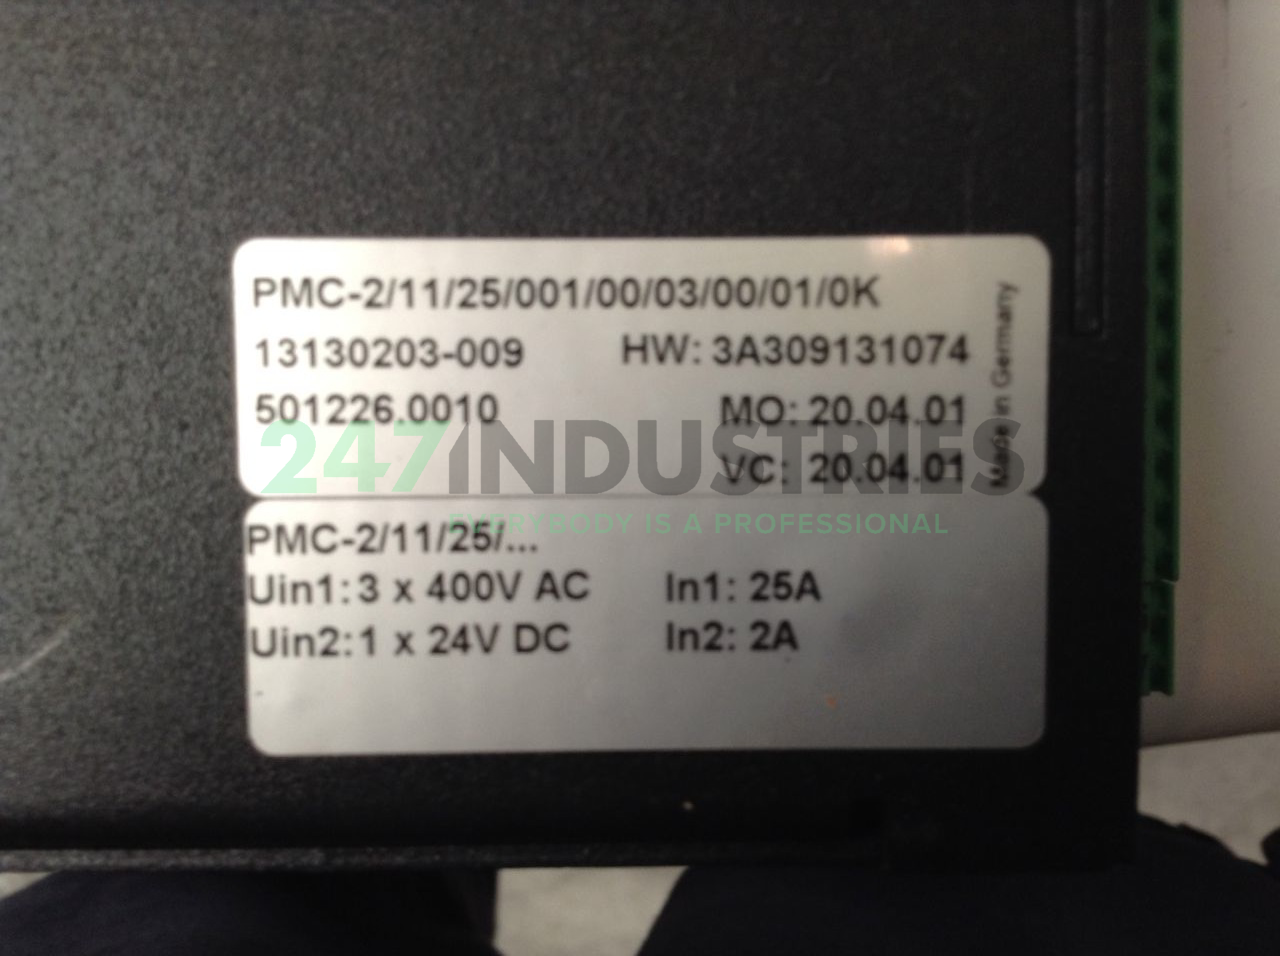 PMC-2/11/25/001/00/03/00/01/0K
13130203-009 HW: 3A309131074
501226.0010 MO: 20.04.01
VC: 20.04.01
Made in Germany
247INDUSTRIES
EVERYBODY IS A PROFESSIONAL
PMC-2/11/25/...
Uin1:3 x 400V AC In1: 25A
Uin2:1 x 24V DC In2: 2A